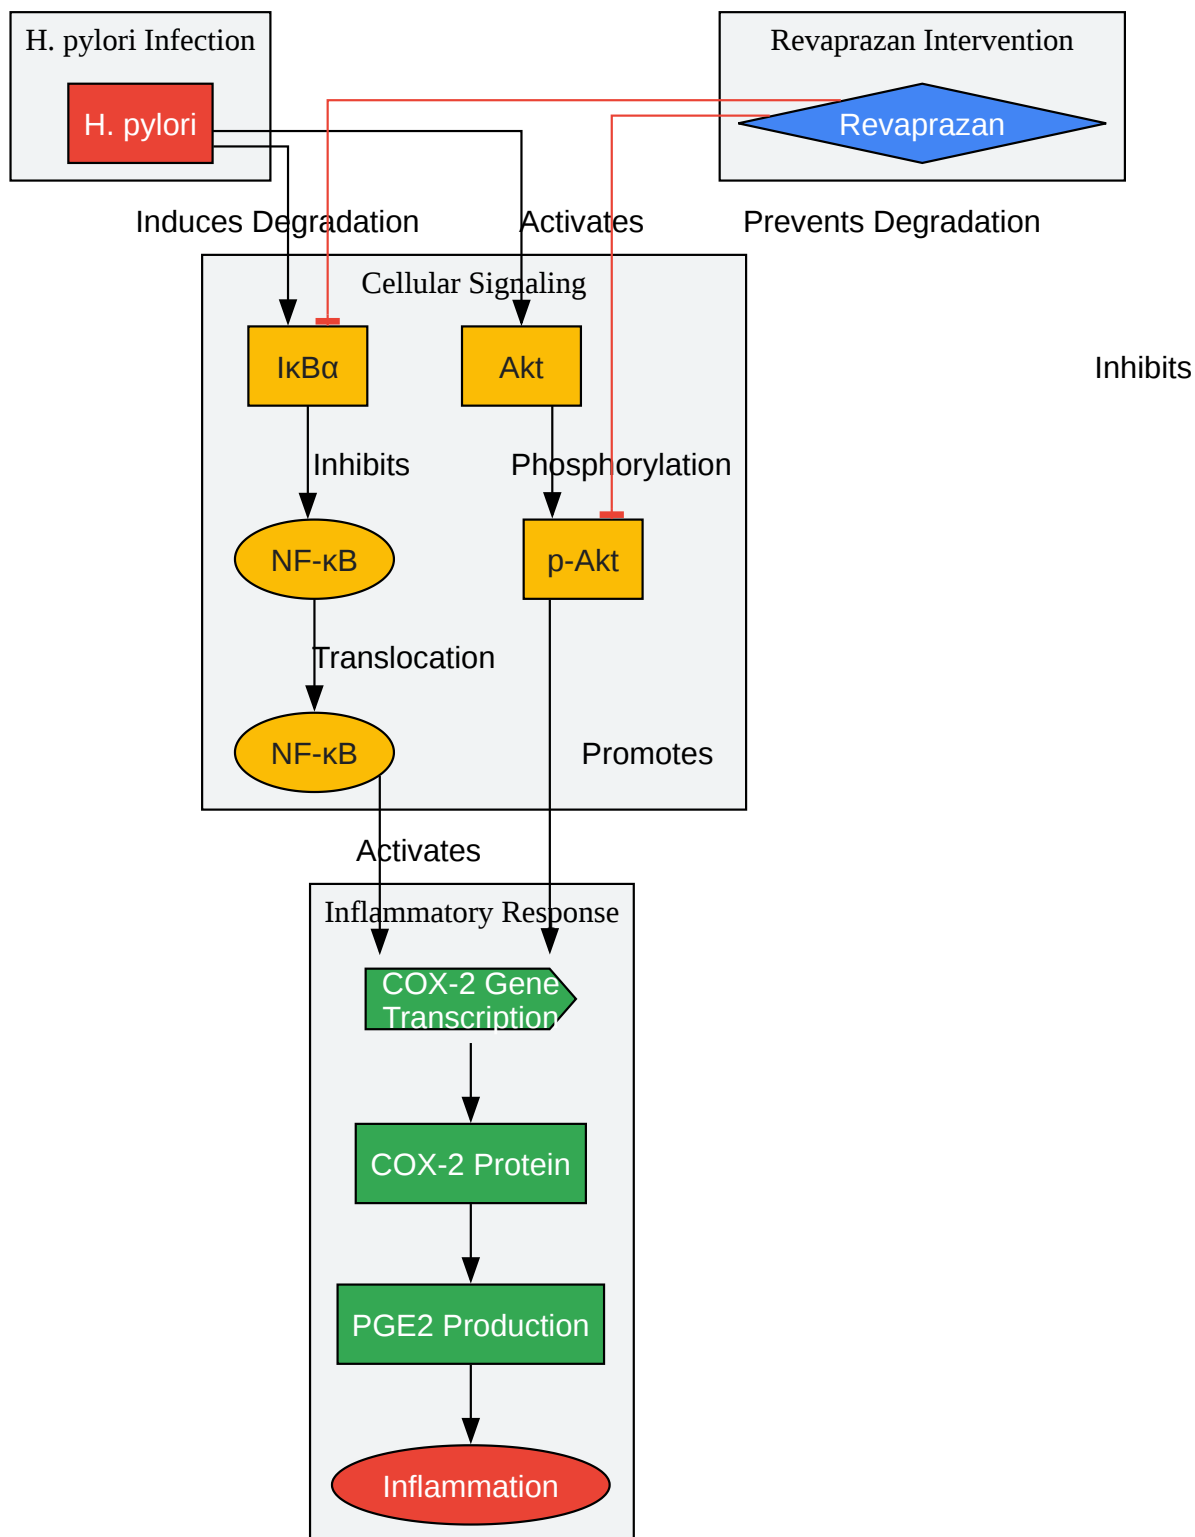 H. pylori Infection
Revaprazan Intervention
H. pylori
Revaprazan
Induces Degradation
Activates
Prevents Degradation
Cellular Signaling
IκBα
Akt
Inhibits
Inhibits
Phosphorylation
NF-κB
p-Akt
Translocation
NF-κB
Promotes
Activates
Inflammatory Response
COX-2 Gene
Transcription
COX-2 Protein
PGE2 Production
Inflammation